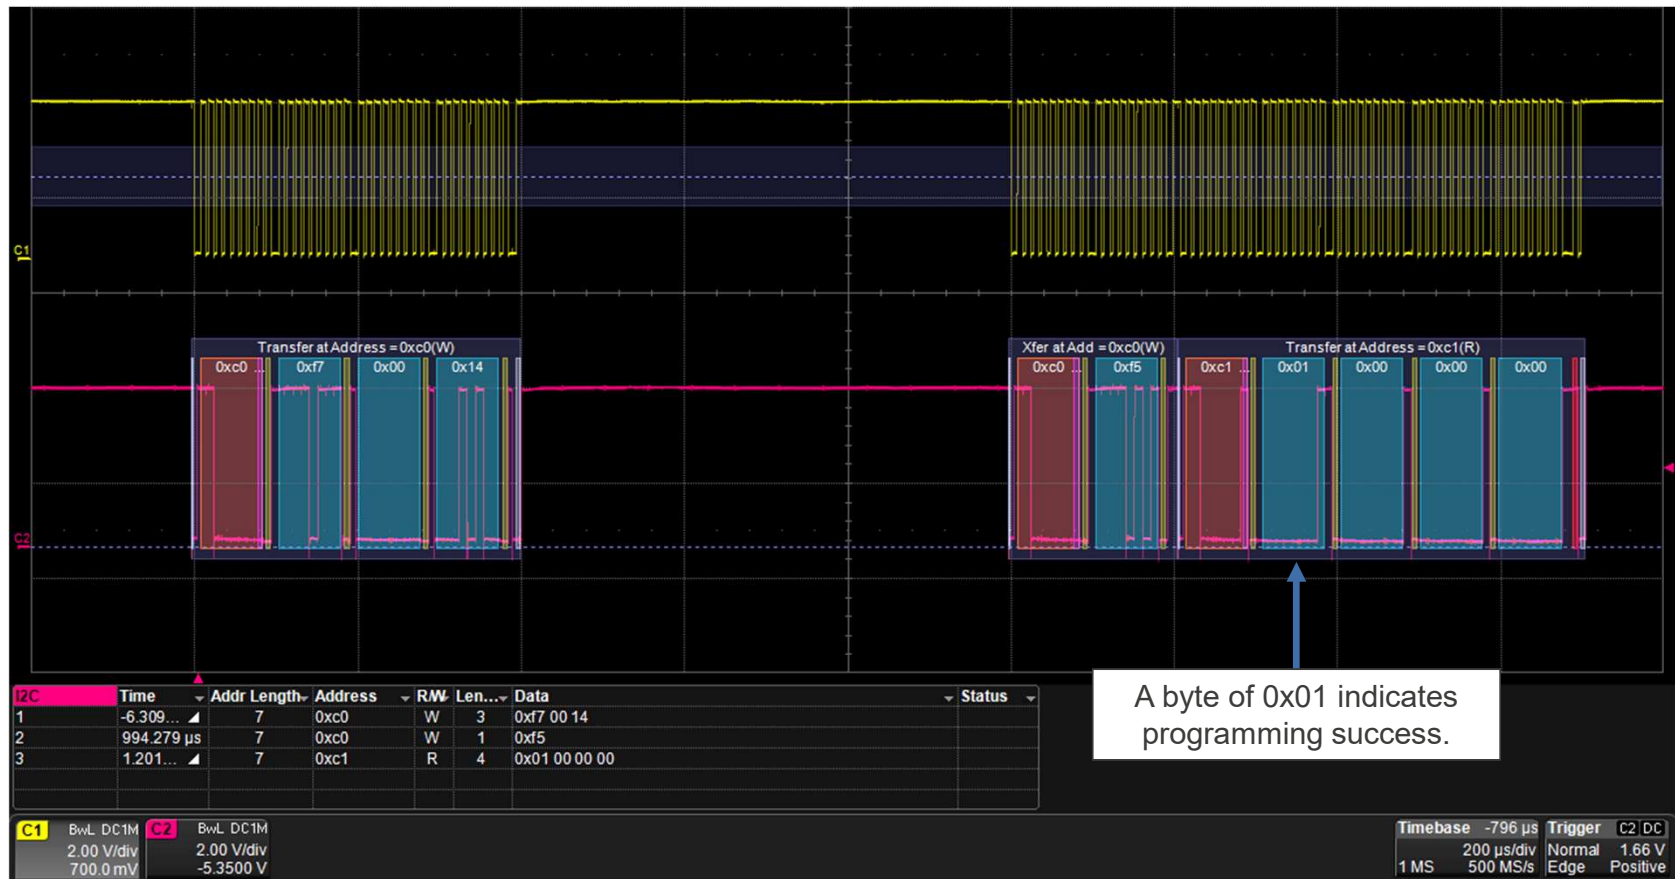 C1
Transfer at Address = 0xc0(W)
0xc0 ... 0xf7 0x00 0x14
Xfer at Add = 0xc0(W) Transfer at Address = 0xc1(R)
0xc0 ... 0xf5 0xc1 ... 0x01 0x00 0x00 0x00
C2
A byte of 0x01 indicates
programming success.
I2C Time Addr Length Address R/W Len... Data Status
1 -6.309... 7 0xc0 W 3 0xf7 00 14
2 994.279 µs 7 0xc0 W 1 0xf5
3 1.201... 7 0xc1 R 4 0x01 00 00 00
C1 BwL DC1M
2.00 V/div
700.0 mV
C2 BwL DC1M
2.00 V/div
-5.3500 V
Timebase -796 µs
200 µs/div
1 MS 500 MS/s
Trigger C2 DC
Normal 1.66 V
Edge Positive